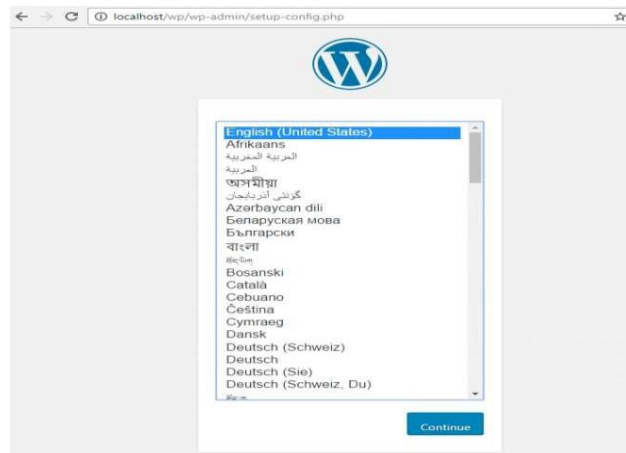 localhost/wp/wp-admin/setup-config.php
English (United States)
Afrikaans
العربية المغربية
العربية
অসমীয়া
گؤنئی آذربایجان
Azərbaycan dili
Беларуская мова
Български
বাংলা
Bosanski
Català
Cebuano
Čeština
Cymraeg
Dansk
Deutsch (Schweiz)
Deutsch
Deutsch (Sie)
Deutsch (Schweiz, Du)
Continue